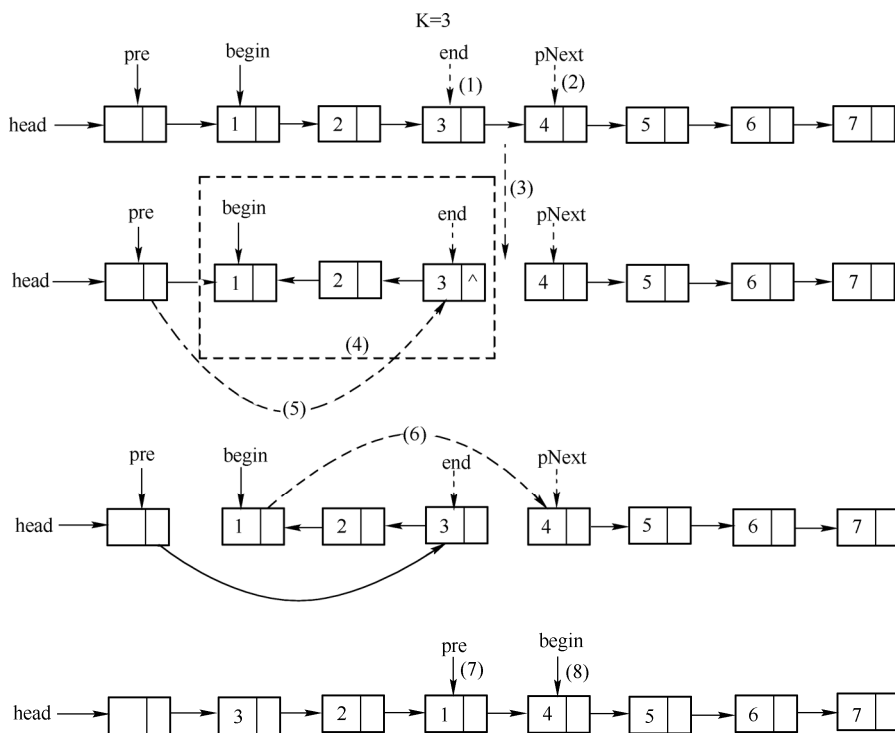 K=3
pre begin end pNext
(1) (2)
head 1 2 3 4 5 6 7
(3)
pre begin end pNext
head 1 2 3 ^ 4 5 6 7
(4)
(5)
(6)
pre begin end pNext
head 1 2 3 4 5 6 7
pre begin
(7) (8)
head 3 2 1 4 5 6 7